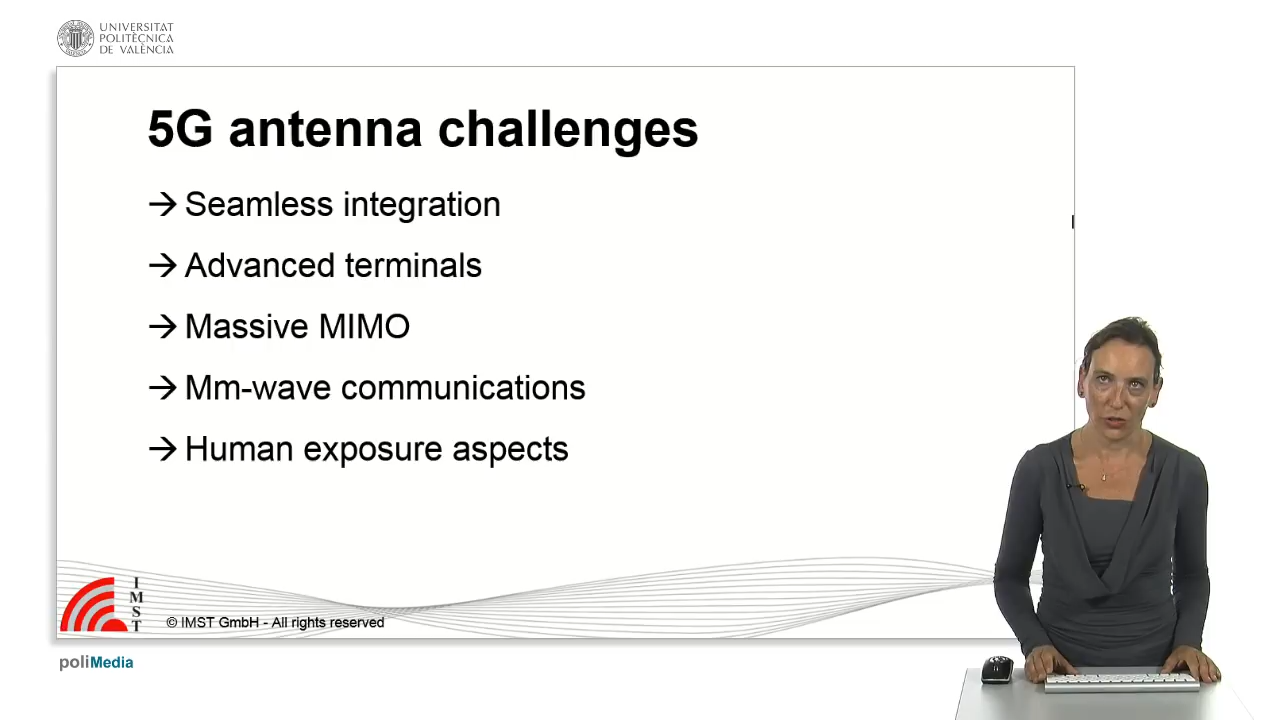 UNIVERSITAT
POLITÈCNICA
DE VALÈNCIA
5G antenna challenges
→ Seamless integration
→ Advanced terminals
→ Massive MIMO
→ Mm-wave communications
→ Human exposure aspects
IMST
© IMST GmbH - All rights reserved
poliMedia